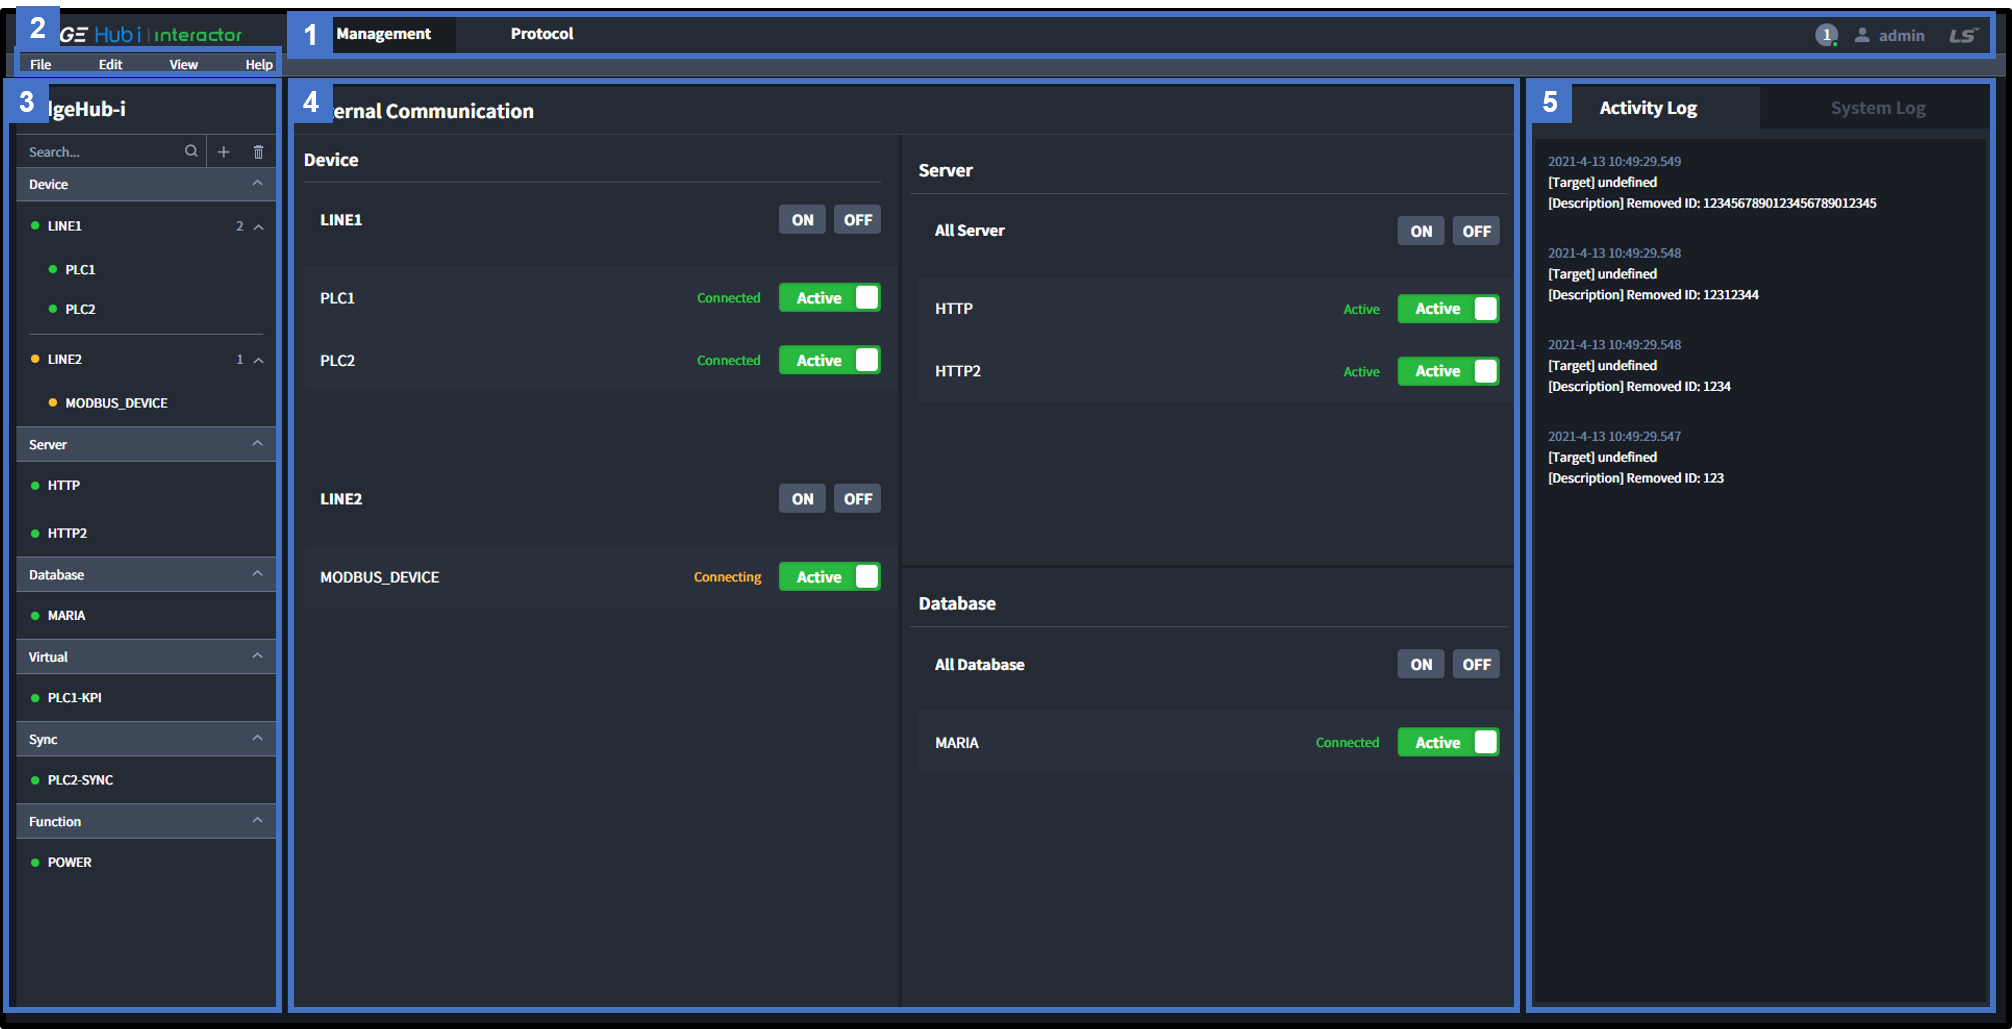 2
GE Hub i | interactor
1
Management
Protocol
1
admin
LS
File Edit View Help
3
dgeHub-i
Search...
Device
LINE1 2
PLC1
PLC2
LINE2 1
MODBUS_DEVICE
Server
HTTP
HTTP2
Database
MARIA
Virtual
PLC1-KPI
Sync
PLC2-SYNC
Function
POWER
4
ernal Communication
Device
LINE1 ON OFF
PLC1 Connected Active
PLC2 Connected Active
LINE2 ON OFF
MODBUS_DEVICE Connecting Active
Server
All Server ON OFF
HTTP Active Active
HTTP2 Active Active
Database
All Database ON OFF
MARIA Connected Active
5
Activity Log
System Log
2021-4-13 10:49:29.549
[Target] undefined
[Description] Removed ID: 1234567890123456789012345
2021-4-13 10:49:29.548
[Target] undefined
[Description] Removed ID: 12312344
2021-4-13 10:49:29.548
[Target] undefined
[Description] Removed ID: 1234
2021-4-13 10:49:29.547
[Target] undefined
[Description] Removed ID: 123